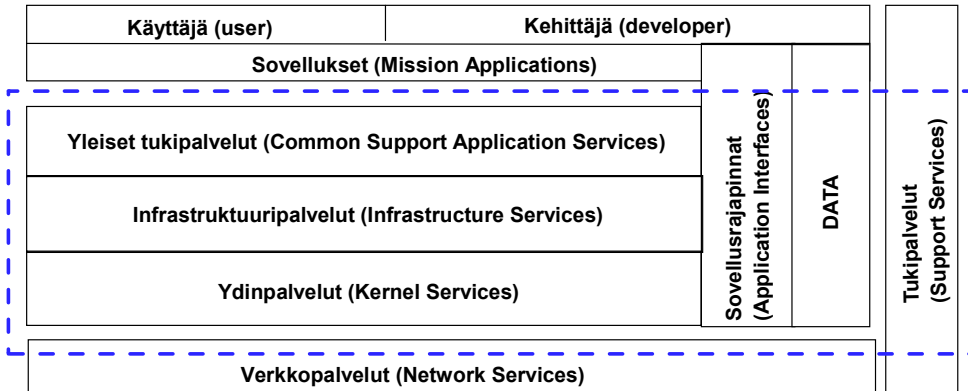 Käyttäjä (user)
Kehittäjä (developer)
Sovellukset (Mission Applications)
Yleiset tukipalvelut (Common Support Application Services)
Infrastruktuuripalvelut (Infrastructure Services)
Ydinpalvelut (Kernel Services)
Sovellusrajapinnat
(Application Interfaces)
DATA
Tukipalvelut
(Support Services)
Verkkopalvelut (Network Services)